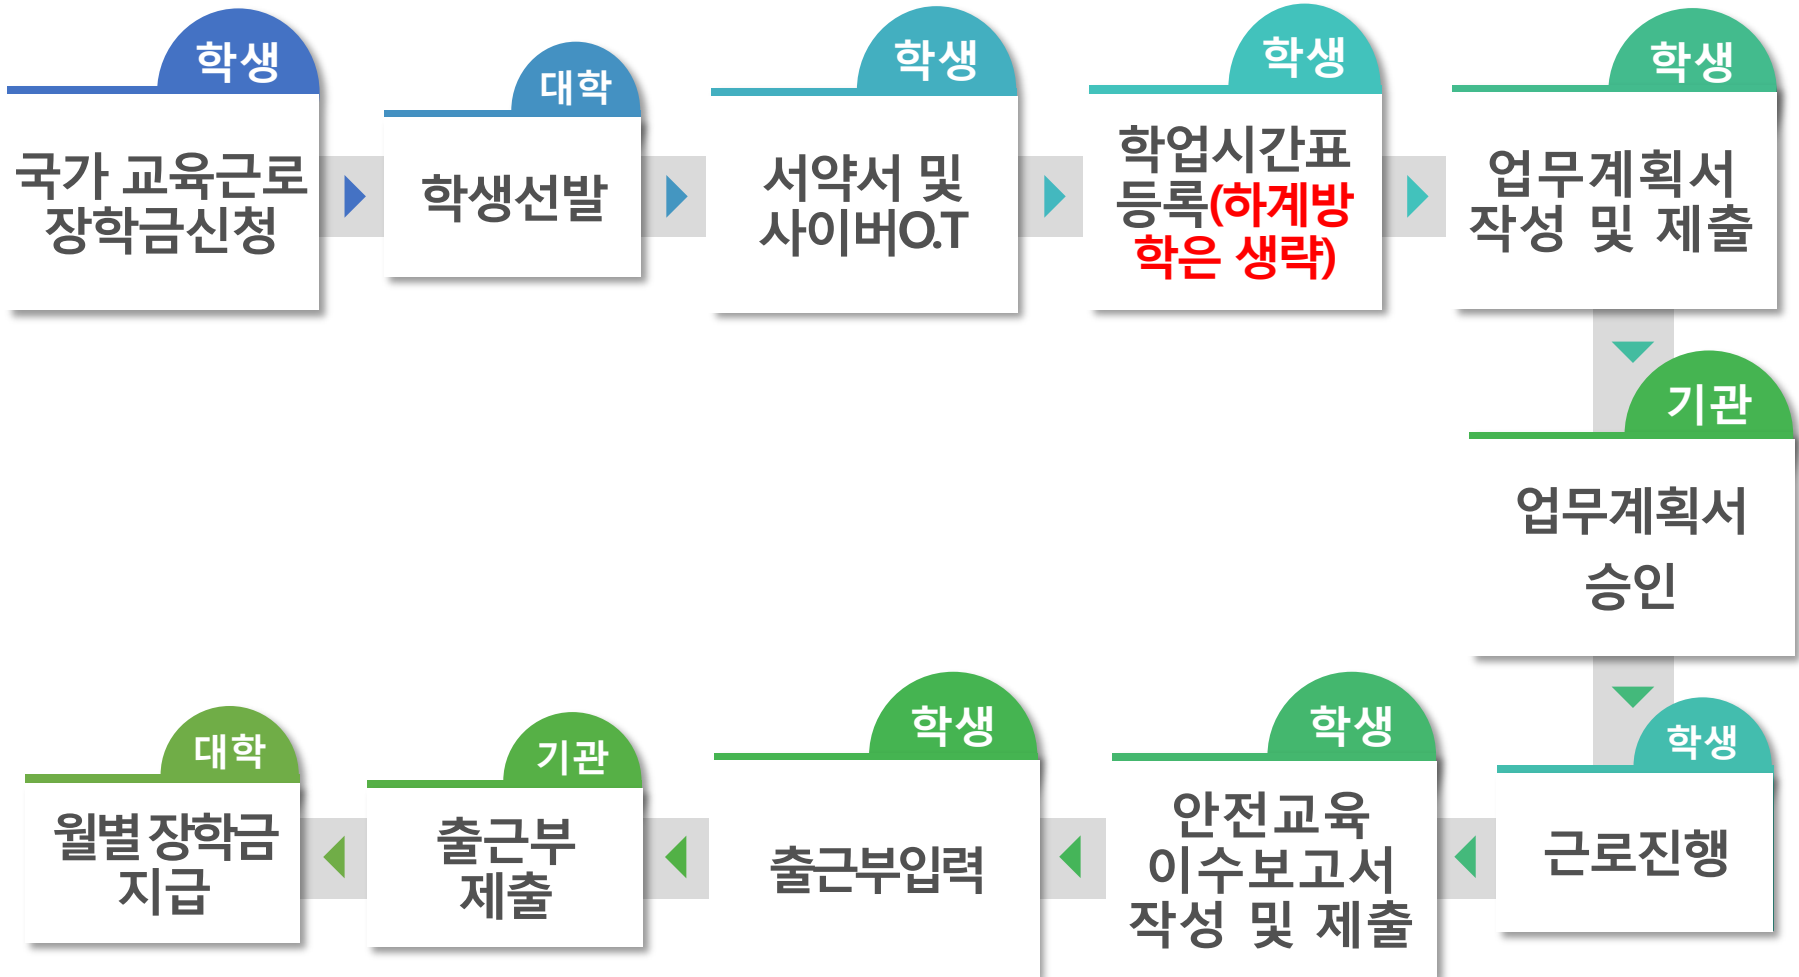 학생
국가 교육근로
장학금신청
대학
학생선발
학생
서약서 및
사이버O.T
학생
학업시간표
등록(하계방
학은 생략)
학생
업무계획서
작성 및 제출
기관
업무계획서
승인
학생
근로진행
학생
안전교육
이수보고서
작성 및 제출
학생
출근부입력
기관
출근부
제출
대학
월별 장학금
지급